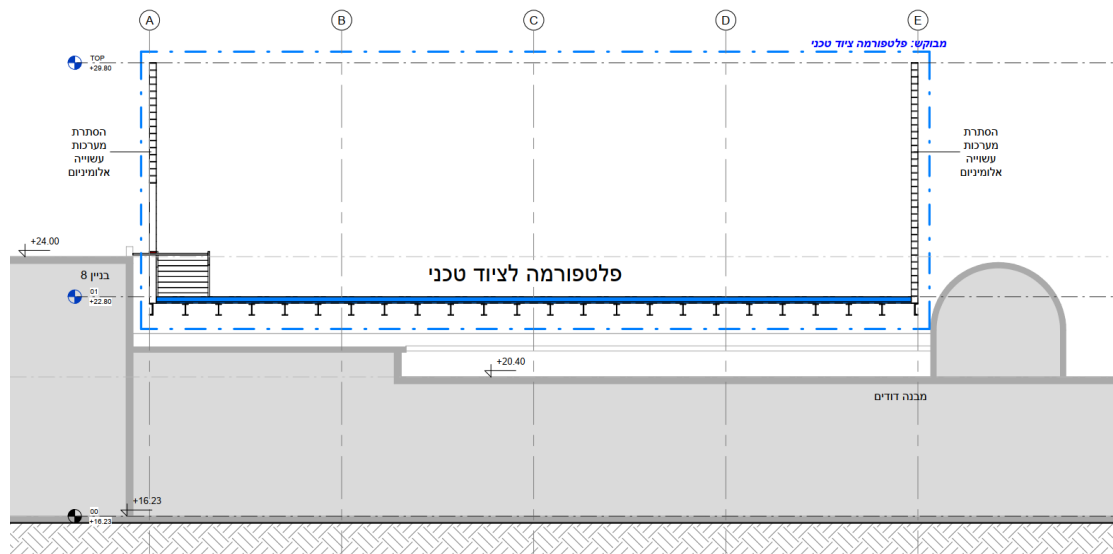 A B C D E
מבוקש: פלטפורמה ציוד טכני
TOP
+29.80
הסתרת
מערכות
עשוייה
אלומיניום
הסתרת
מערכות
עשוייה
אלומיניום
+24.00
בניין 8
פלטפורמה לציוד טכני
01
+22.80
+20.40
מבנה דודים
+16.23
00
+16.23